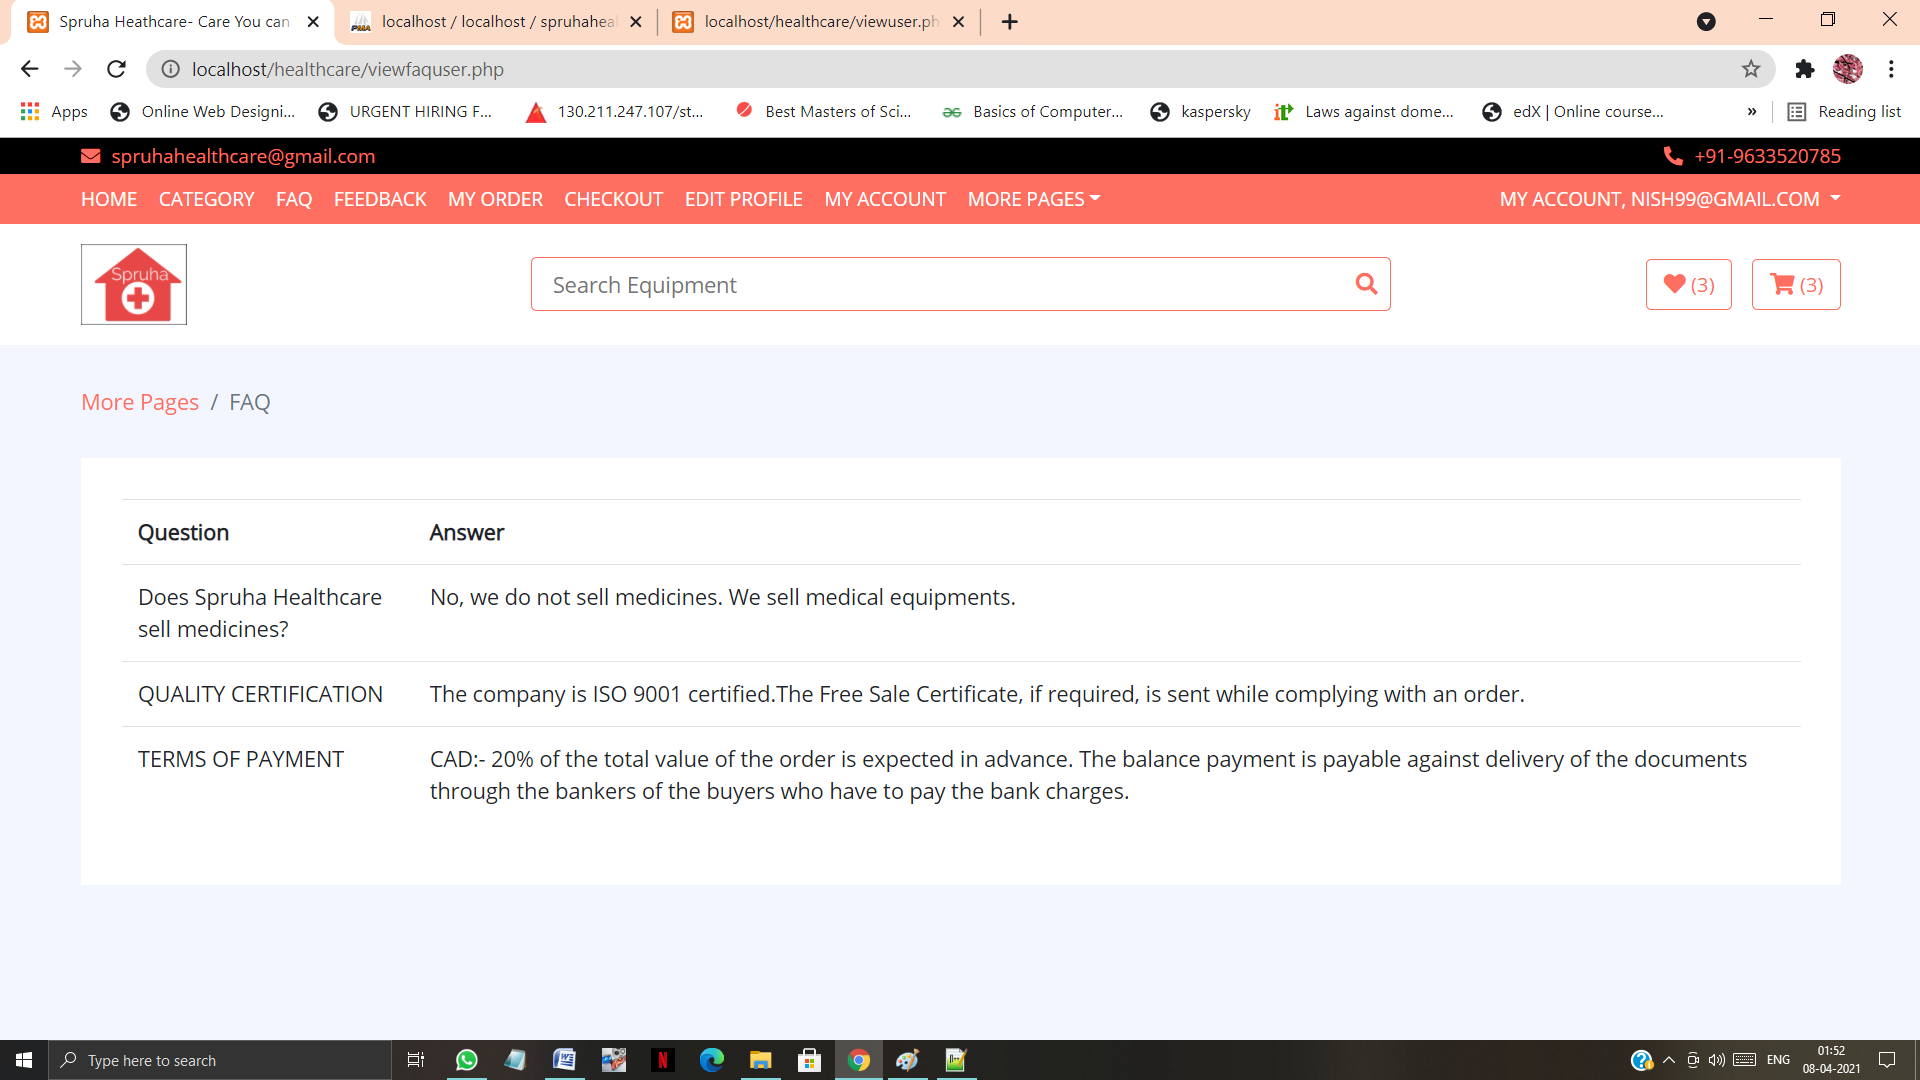 Spruha Heathcare- Care You can
localhost / localhost / spruhaheal
localhost/healthcare/viewuser.ph
localhost/healthcare/viewfaquser.php
Apps
Online Web Designi...
URGENT HIRING F...
130.211.247.107/st...
Best Masters of Sci...
Basics of Computer...
kaspersky
Laws against dome...
edX | Online course...
»
Reading list
spruhahealthcare@gmail.com
+91-9633520785
HOME
CATEGORY
FAQ
FEEDBACK
MY ORDER
CHECKOUT
EDIT PROFILE
MY ACCOUNT
MORE PAGES
MY ACCOUNT, NISH99@GMAIL.COM
Spruha
Search Equipment
(3)
(3)
More Pages / FAQ
Question
Answer
Does Spruha Healthcare
sell medicines?
No, we do not sell medicines. We sell medical equipments.
QUALITY CERTIFICATION
The company is ISO 9001 certified.The Free Sale Certificate, if required, is sent while complying with an order.
TERMS OF PAYMENT
CAD:- 20% of the total value of the order is expected in advance. The balance payment is payable against delivery of the documents
through the bankers of the buyers who have to pay the bank charges.
Type here to search
ENG
01:52
08-04-2021